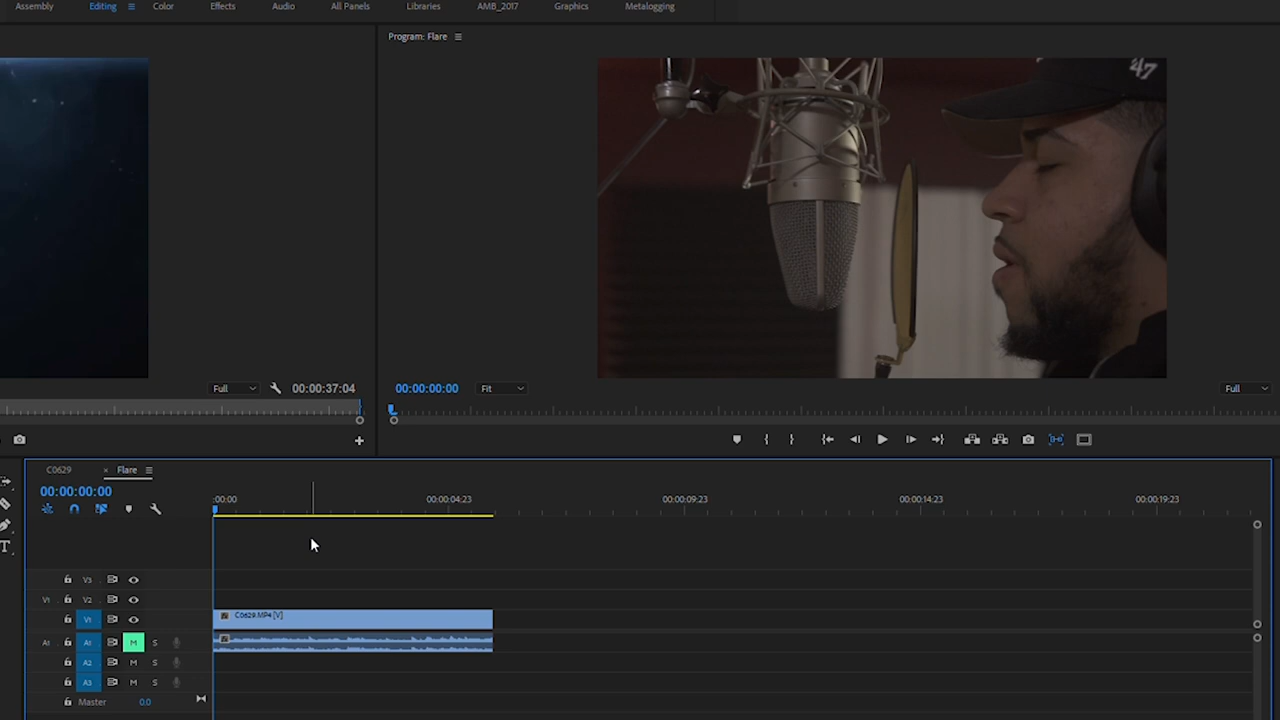 Assembly Editing Color Effects Audio All Panels Libraries AMB_2017 Graphics Metalogging
Program: Flare
47
Full 00:00:37:04
00:00:00:00 Fit Full
C0629 × Flare
00:00:00:00
:00:00 00:00:04:23 00:00:09:23 00:00:14:23 00:00:19:23
V3
V1 V2
V1 C0629.MP4 [V]
A1 A1 M S
A2 M S
A3 M S
Master 0.0